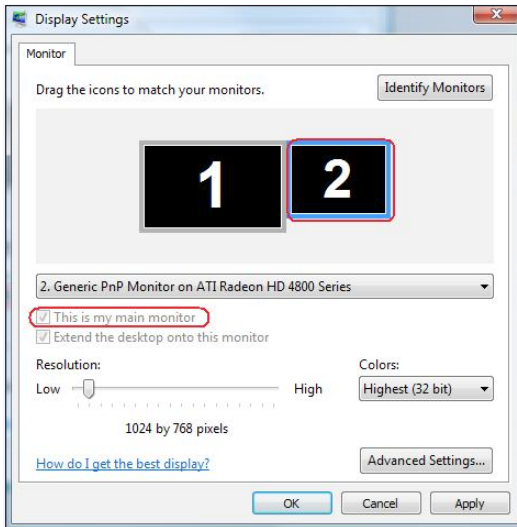 Display Settings
Monitor
Drag the icons to match your monitors.
Identify Monitors
1
2
2. Generic PnP Monitor on ATI Radeon HD 4800 Series
This is my main monitor
Extend the desktop onto this monitor
Resolution:
Colors:
Low
High
Highest (32 bit)
1024 by 768 pixels
How do I get the best display?
Advanced Settings...
OK
Cancel
Apply